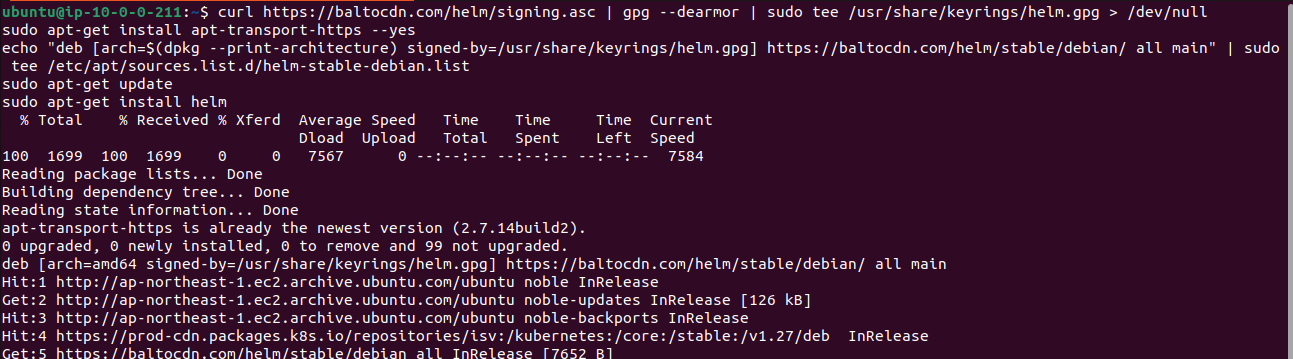 ubuntu@ip-10-0-0-211:~$ curl https://baltocdn.com/helm/signing.asc | gpg --dearmor | sudo tee /usr/share/keyrings/helm.gpg > /dev/null
sudo apt-get install apt-transport-https --yes
echo "deb [arch=$(dpkg --print-architecture) signed-by=/usr/share/keyrings/helm.gpg] https://baltocdn.com/helm/stable/debian/ all main" | sudo
 tee /etc/apt/sources.list.d/helm-stable-debian.list
sudo apt-get update
sudo apt-get install helm
  % Total    % Received % Xferd  Average Speed   Time    Time     Time  Current
                                 Dload  Upload   Total   Spent    Left  Speed
100  1699  100  1699    0     0   7567      0 --:--:-- --:--:-- --:--:--  7584
Reading package lists... Done
Building dependency tree... Done
Reading state information... Done
apt-transport-https is already the newest version (2.7.14build2).
0 upgraded, 0 newly installed, 0 to remove and 99 not upgraded.
deb [arch=amd64 signed-by=/usr/share/keyrings/helm.gpg] https://baltocdn.com/helm/stable/debian/ all main
Hit:1 http://ap-northeast-1.ec2.archive.ubuntu.com/ubuntu noble InRelease
Get:2 http://ap-northeast-1.ec2.archive.ubuntu.com/ubuntu noble-updates InRelease [126 kB]
Hit:3 http://ap-northeast-1.ec2.archive.ubuntu.com/ubuntu noble-backports InRelease
Hit:4 https://prod-cdn.packages.k8s.io/repositories/isv:/kubernetes:/core:/stable:/v1.27/deb  InRelease
Get:5 https://baltocdn.com/helm/stable/debian all InRelease [7652 B]